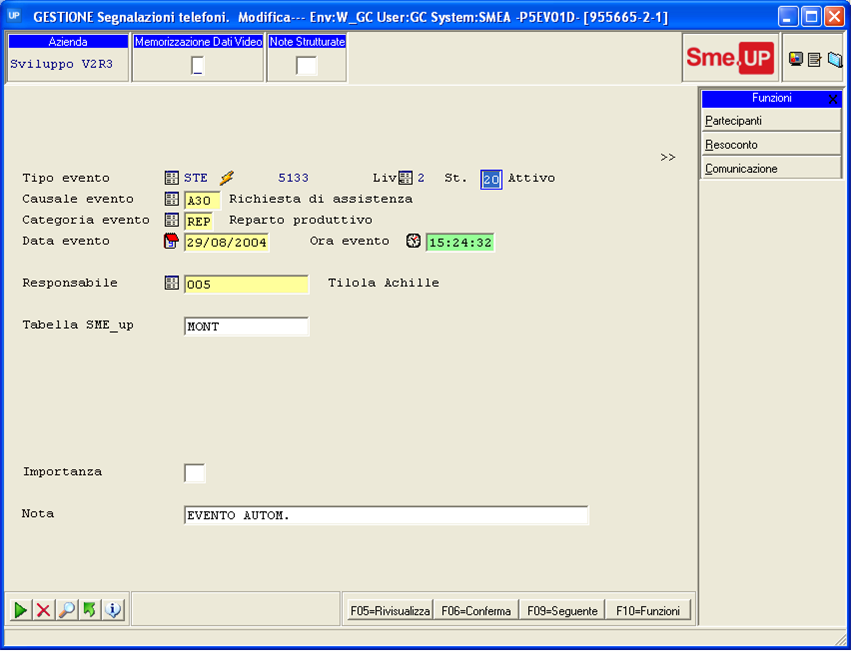 UP GESTIONE Segnalazioni telefoni. Modifica--- Env:W_GC User:GC System:SMEA -P5EV01D- [955665-2-1]
Azienda Memorizzazione Dati Video Note Strutturate
Sviluppo V2R3 _
Sme.UP
Funzioni X
Partecipanti
Resoconto
Comunicazione
>>
Tipo evento STE 5133 Liv 2 St. 20 Attivo
Causale evento A30 Richiesta di assistenza
Categoria evento REP Reparto produttivo
Data evento 29/08/2004 Ora evento 15:24:32
Responsabile 005 Tilola Achille
Tabella SME_up MONT
Importanza
Nota EVENTO AUTOM.
F05=Rivisualizza F06=Conferma F09=Seguente F10=Funzioni